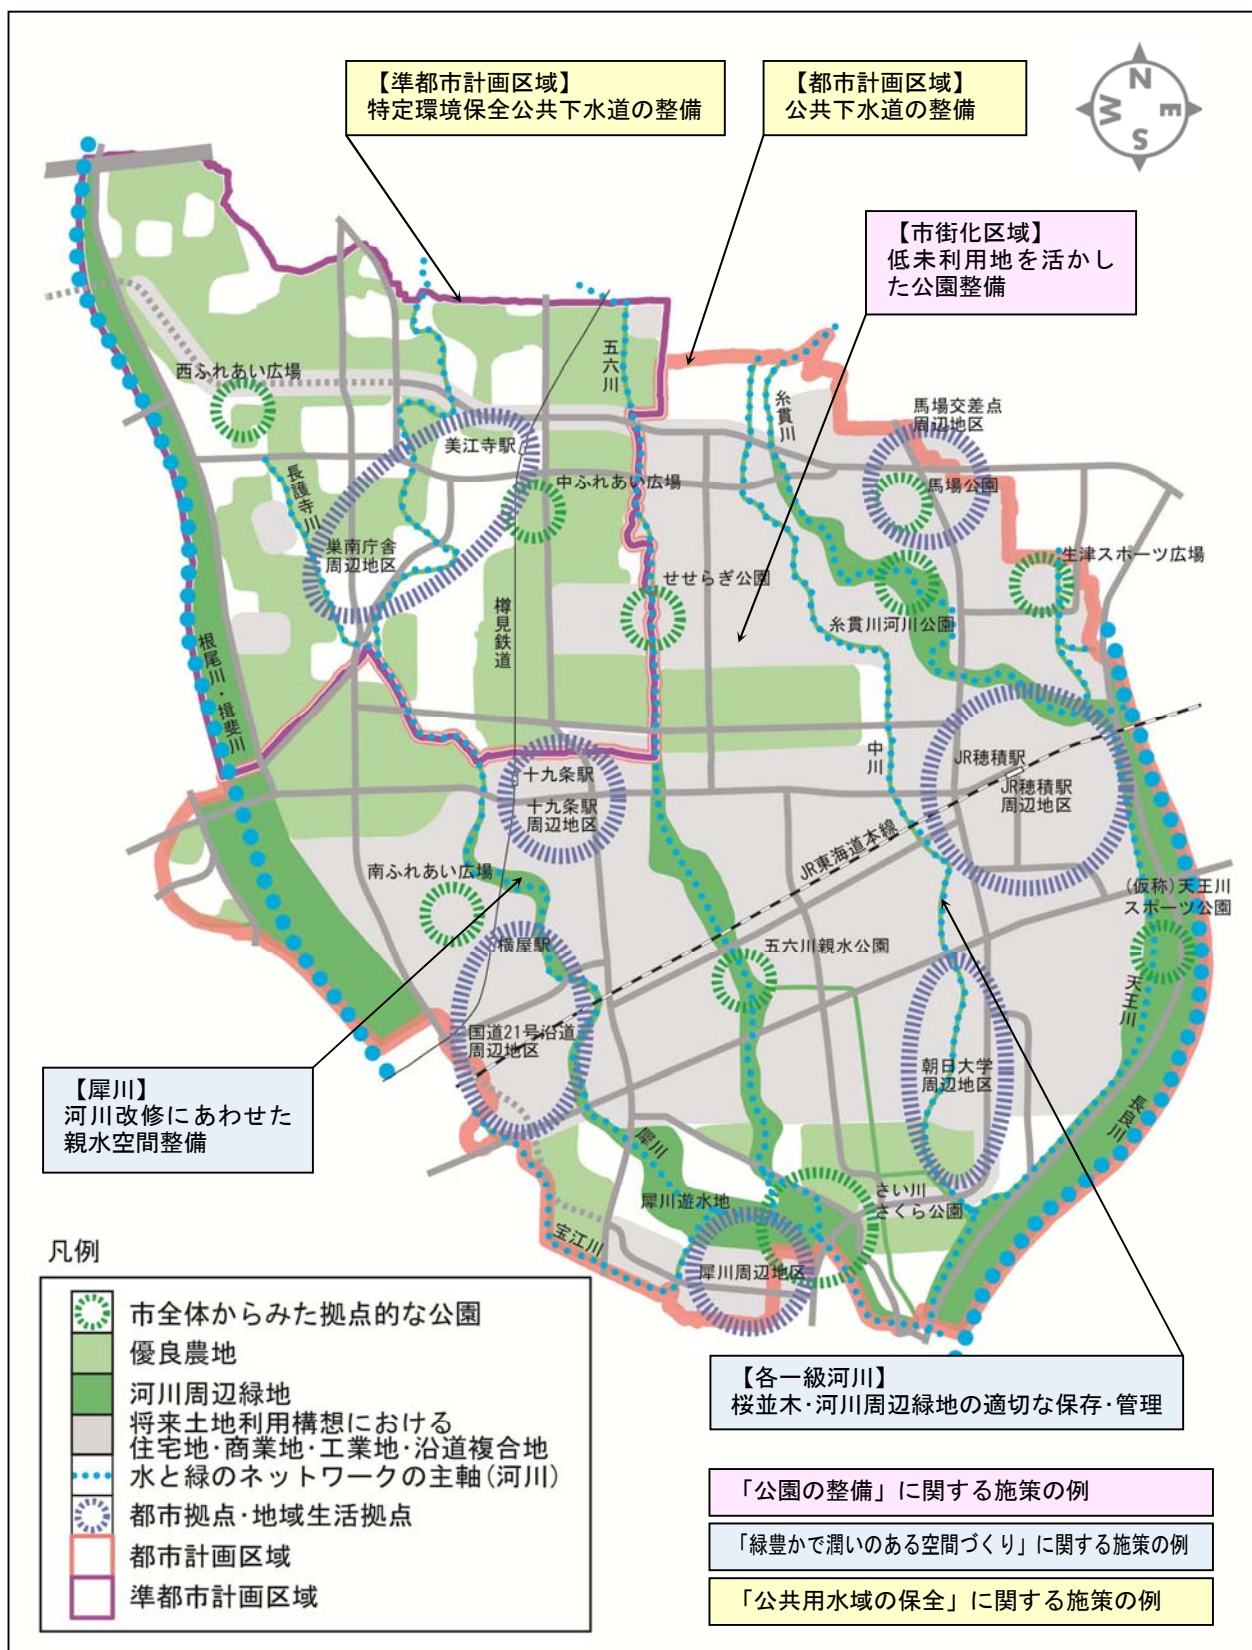 【準都市計画区域】
特定環境保全公共下水道の整備
【都市計画区域】
公共下水道の整備
N
W
E
S
【市街化区域】
低未利用地を活かし
た公園整備
五六川
西ふれあい広場
糸貫川
馬場交差点
周辺地区
美江寺駅
中ふれあい広場
馬場公園
長護寺川
巣南庁舎
周辺地区
生津スポーツ広場
せせらぎ公園
樽見鉄道
糸貫川河川公園
根尾川・揖斐川
中川
JR穂積駅
JR穂積駅
周辺地区
十九条駅
十九条駅
周辺地区
JR東海道本線
南ふれあい広場
(仮称)天王川
スポーツ公園
横屋駅
五六川親水公園
天王川
国道21号沿道
周辺地区
朝日大学
周辺地区
【犀川】
河川改修にあわせた
親水空間整備
長良川
犀川
さい川
さくら公園
犀川遊水地
宝江川
犀川周辺地区
凡例
市全体からみた拠点的な公園
優良農地
河川周辺緑地
将来土地利用構想における
住宅地・商業地・工業地・沿道複合地
水と緑のネットワークの主軸(河川)
都市拠点・地域生活拠点
都市計画区域
準都市計画区域
【各一級河川】
桜並木・河川周辺緑地の適切な保存・管理
「公園の整備」に関する施策の例
「緑豊かで潤いのある空間づくり」に関する施策の例
「公共用水域の保全」に関する施策の例